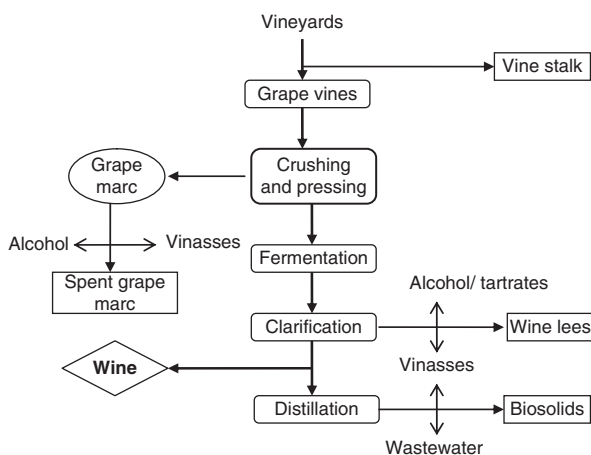 Vineyards
Vine stalk
Grape vines
Grape
marc
Crushing
and pressing
Alcohol
Vinasses
Fermentation
Spent grape
marc
Alcohol/ tartrates
Clarification
Wine lees
Vinasses
Wine
Distillation
Biosolids
Wastewater